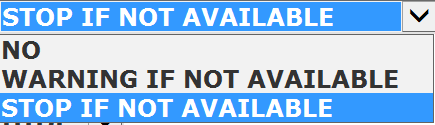 STOP IF NOT AVAILABLE
NO
WARNING IF NOT AVAILABLE
STOP IF NOT AVAILABLE